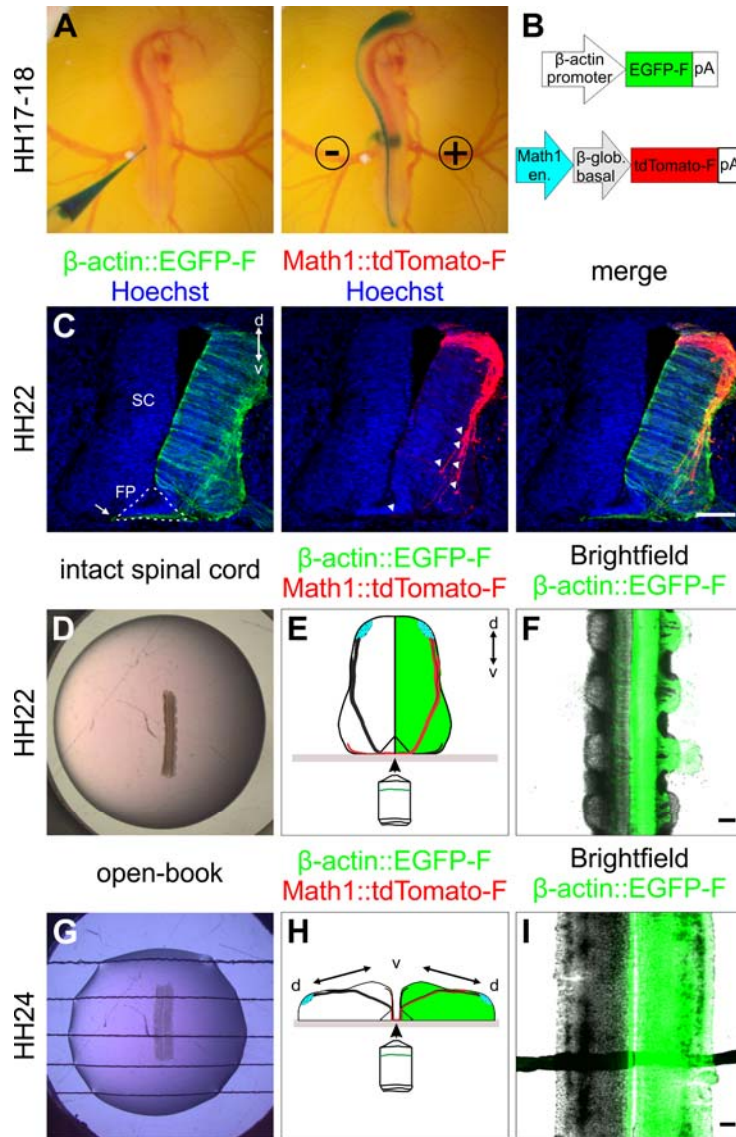 HH17-18
A
-
+
B
β-actin
promoter
EGFP-F
pA
Math1
en.
β-glob.
basal
tdTomato-F
pA
β-actin::EGFP-F
Hoechst
Math1::tdTomato-F
Hoechst
merge
HH22
C
d
v
SC
FP
intact spinal cord
β-actin::EGFP-F
Math1::tdTomato-F
Brightfield
β-actin::EGFP-F
HH22
D
E
d
v
F
open-book
β-actin::EGFP-F
Math1::tdTomato-F
Brightfield
β-actin::EGFP-F
HH24
G
H
d
v
d
I